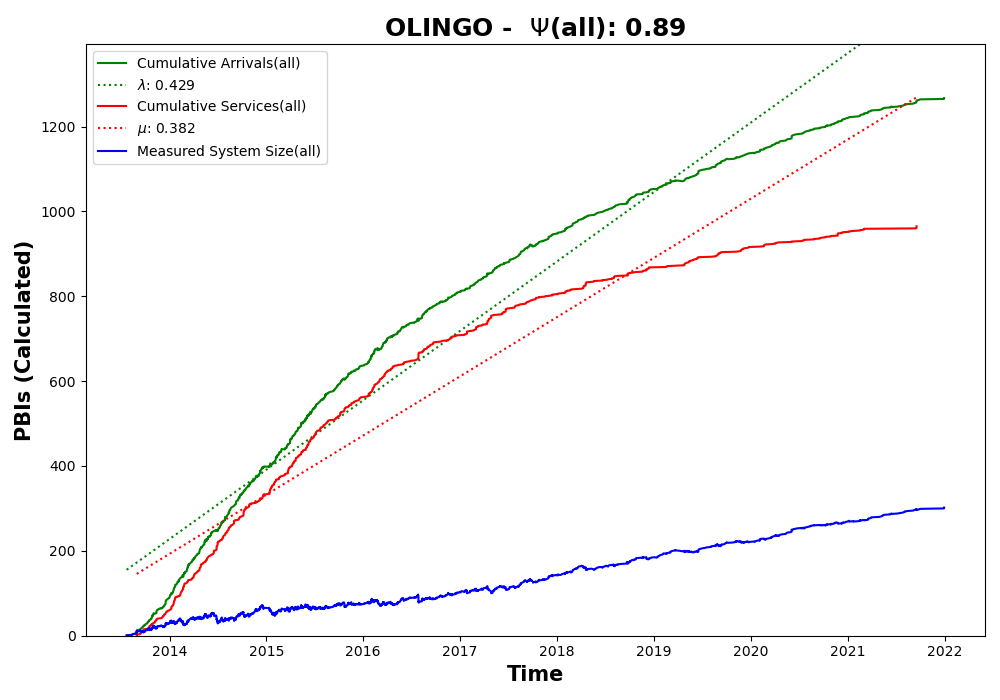 OLINGO - Ψ(all): 0.89
Cumulative Arrivals(all)
λ: 0.429
Cumulative Services(all)
μ: 0.382
Measured System Size(all)
PBIs (Calculated)
1200
1000
800
600
400
200
0
2014 2015 2016 2017 2018 2019 2020 2021 2022
Time